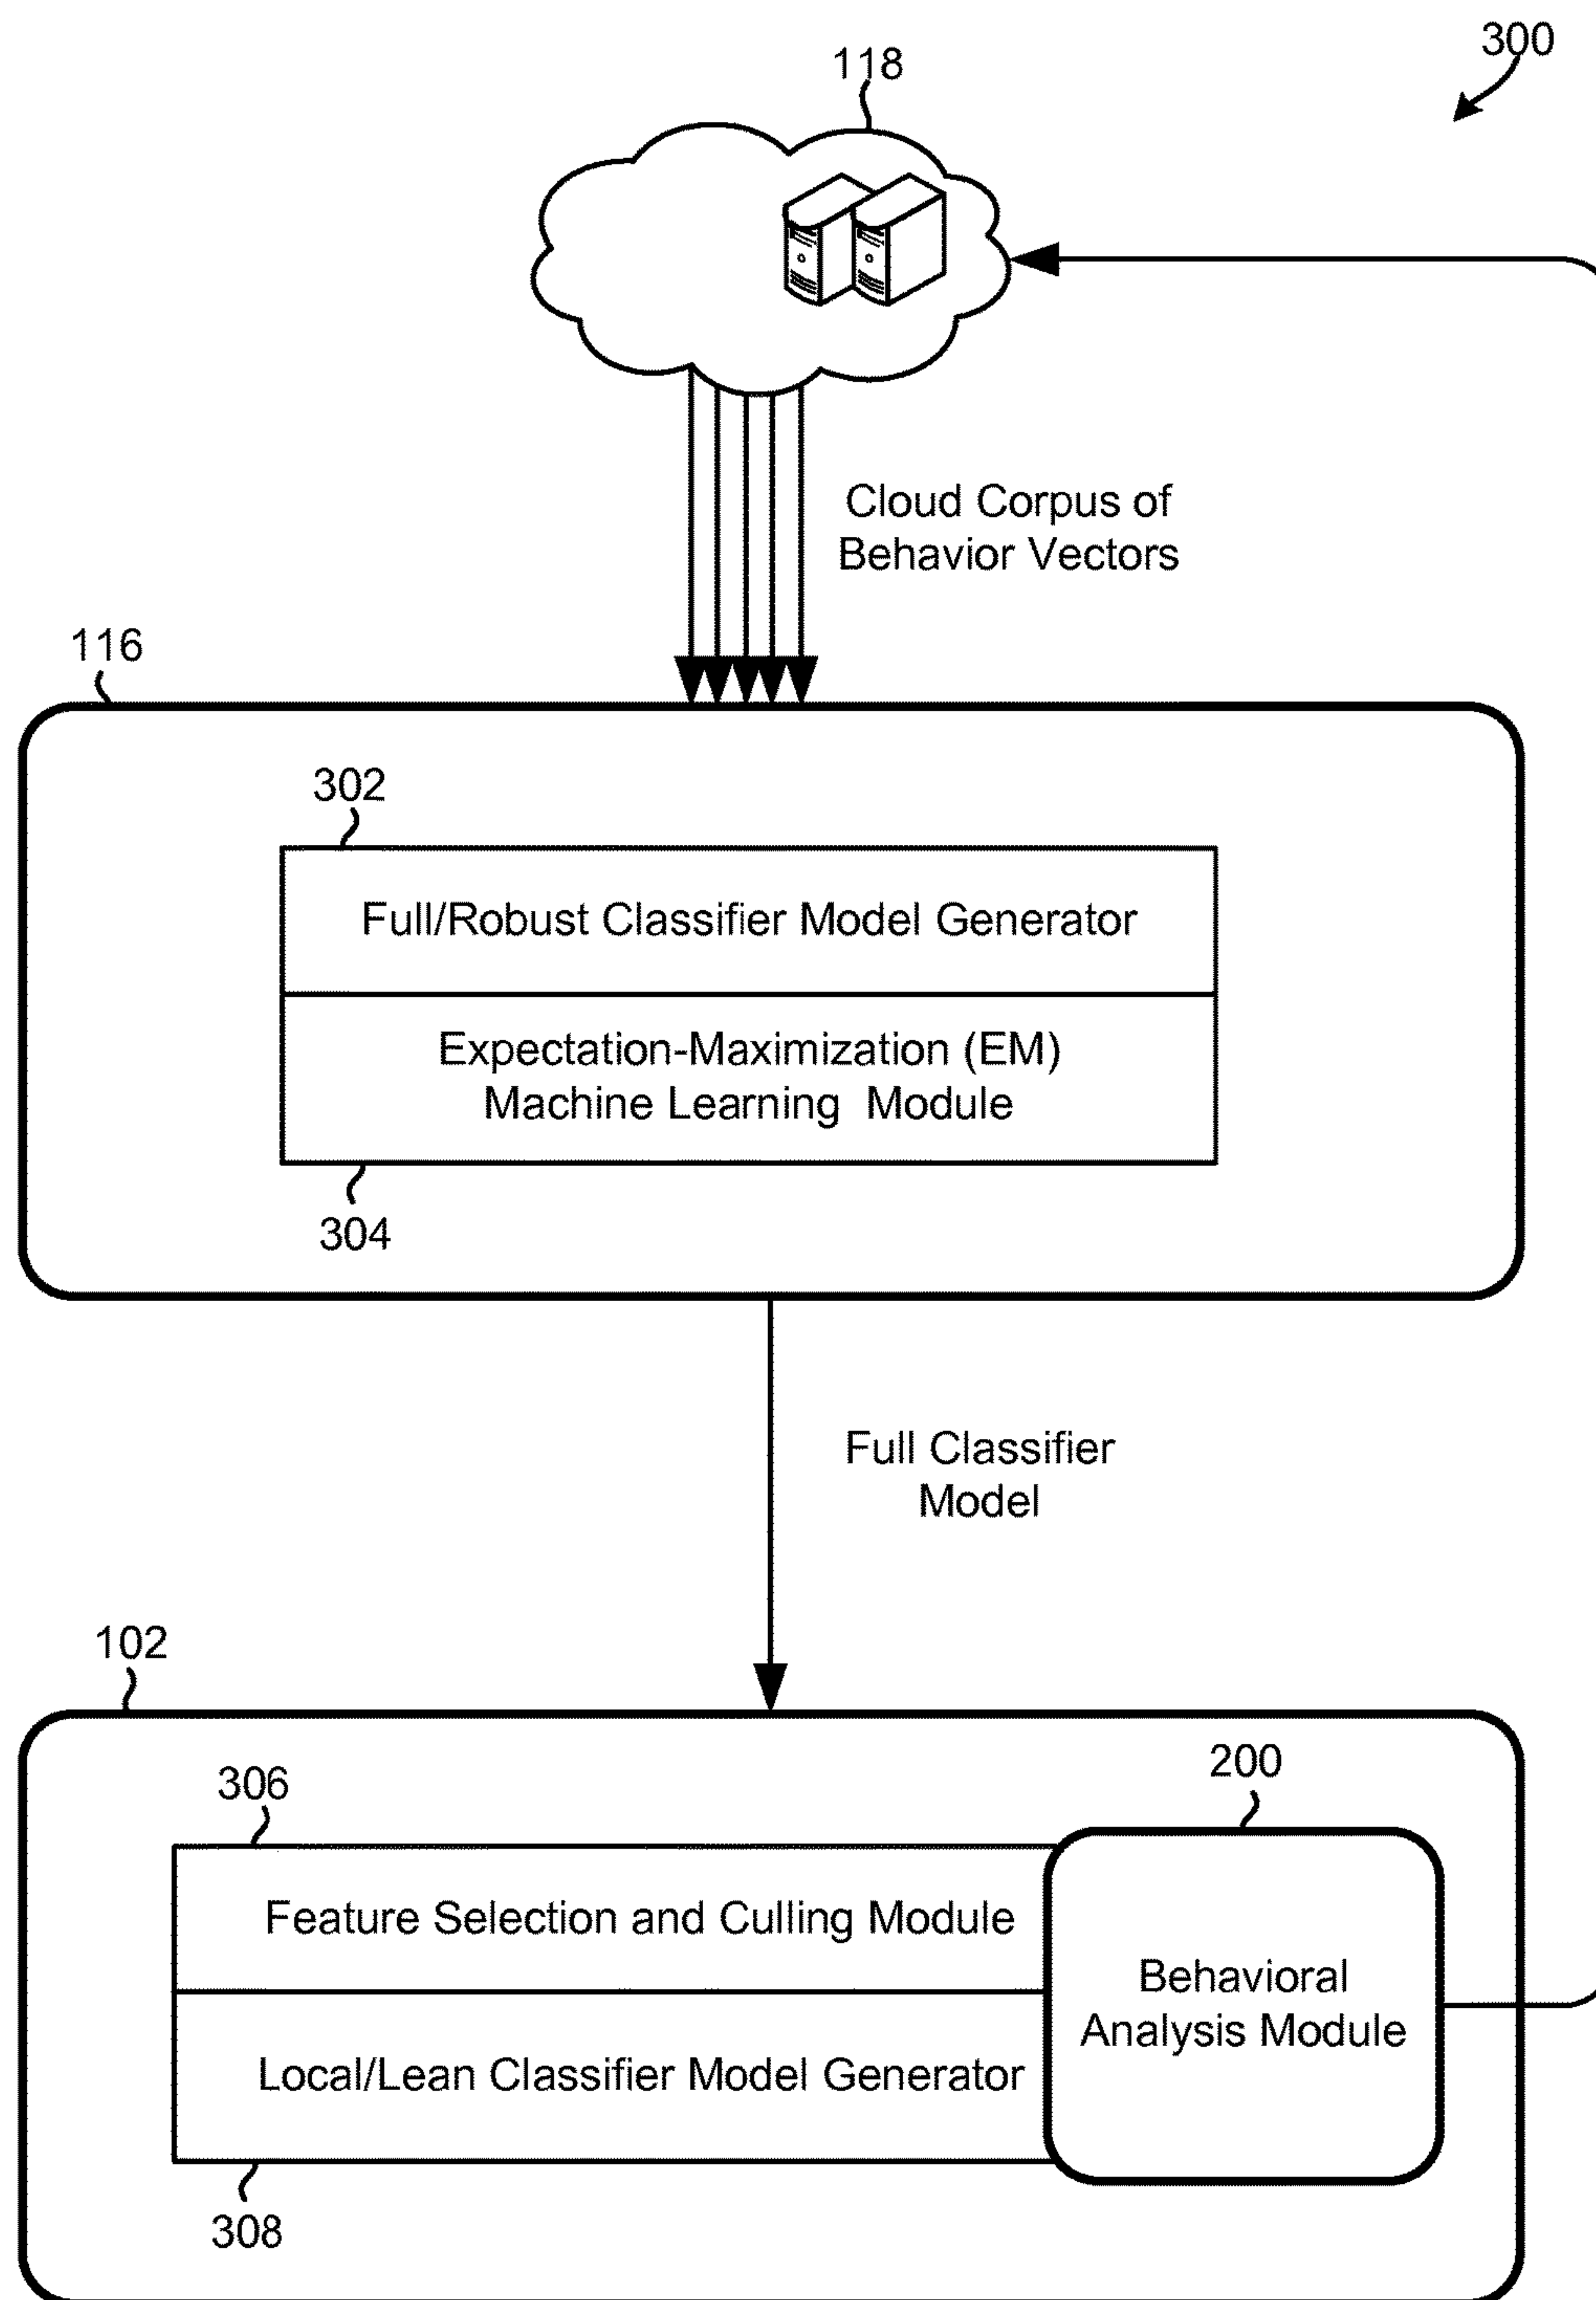 300
118
Cloud Corpus of
Behavior Vectors
116
302
Full/Robust Classifier Model Generator
Expectation-Maximization (EM)
Machine Learning Module
304
Full Classifier
Model
102
200
306
Feature Selection and Culling Module
Behavioral
Analysis Module
Local/Lean Classifier Model Generator
308